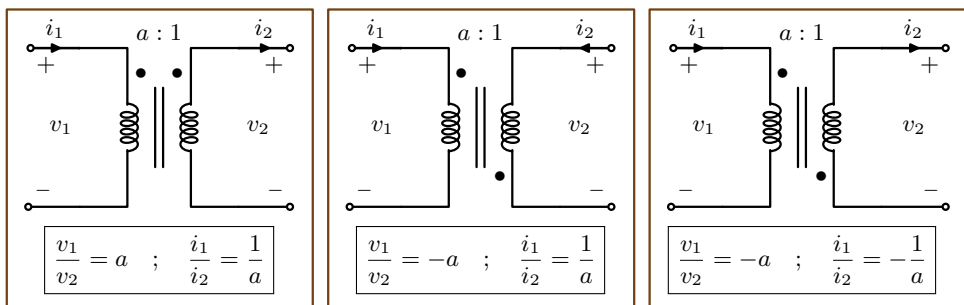 i₁ a : 1 i₂
+ +
v₁ v₂
− −
v₁/v₂ = a ; i₁/i₂ = 1/a
i₁ a : 1 i₂
+ +
v₁ v₂
− −
v₁/v₂ = −a ; i₁/i₂ = 1/a
i₁ a : 1 i₂
+ +
v₁ v₂
− −
v₁/v₂ = −a ; i₁/i₂ = −1/a